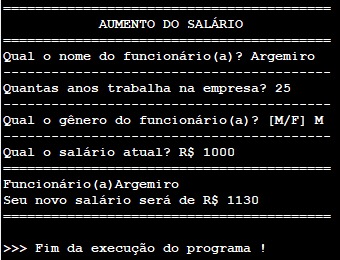 ========================================
AUMENTO DO SALÁRIO
========================================
Qual o nome do funcionário(a)? Argemiro
----------------------------------------
Quantas anos trabalha na empresa? 25
----------------------------------------
Qual o gênero do funcionário(a)? [M/F] M
----------------------------------------
Qual o salário atual? R$ 1000
========================================
Funcionário(a)Argemiro
Seu novo salário será de R$ 1130
========================================
>>> Fim da execução do programa !